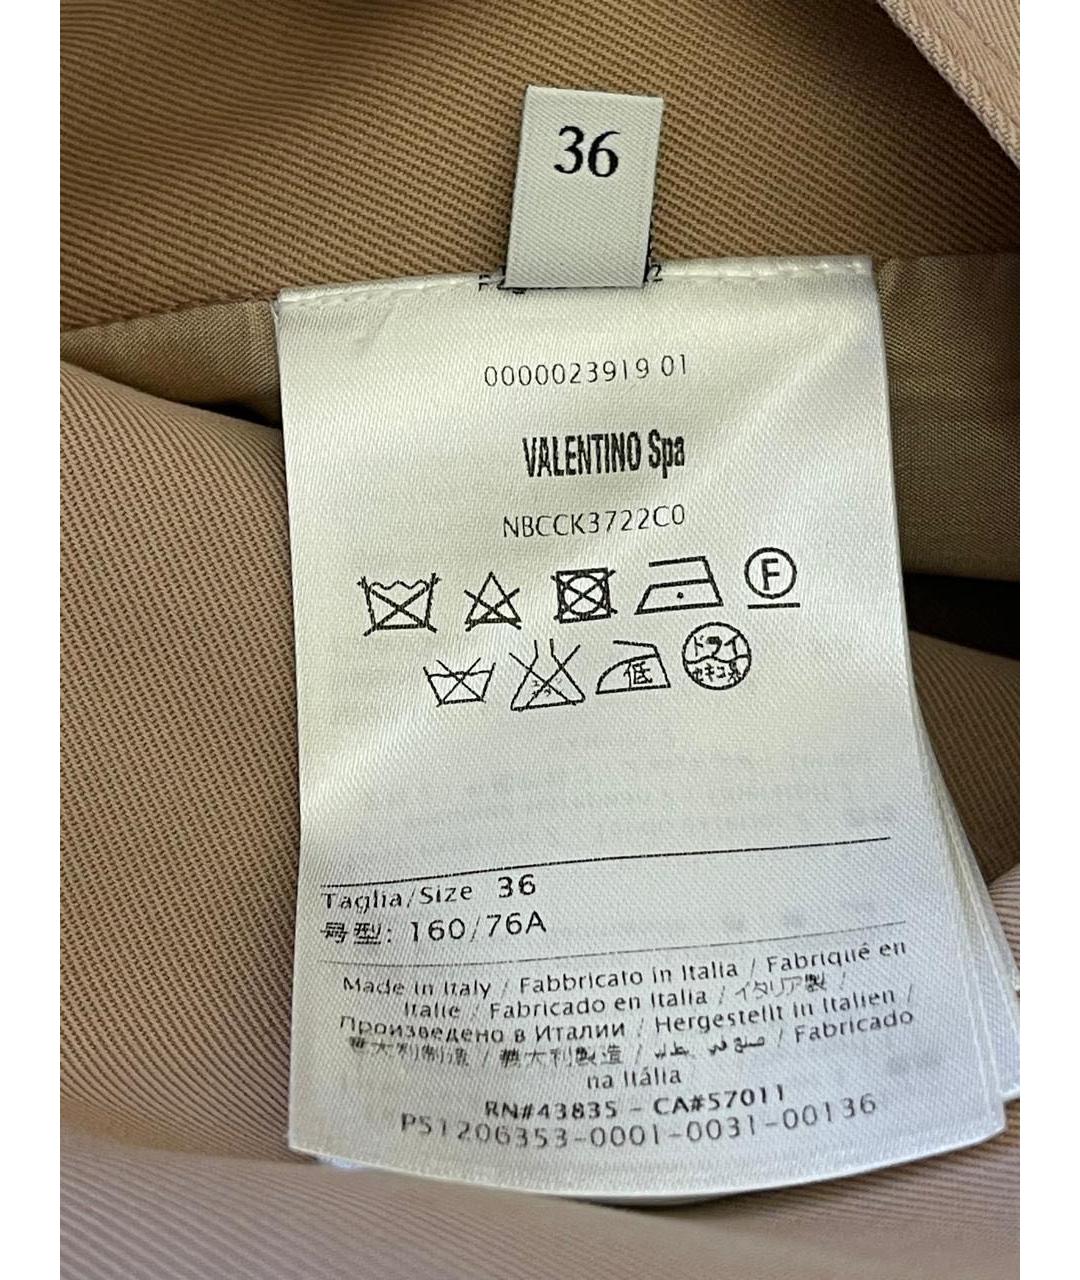 36
0000023919 01
VALENTINO Spa
NBCCK3722C0
F
低
ドライ
セキユ系
Taglia/Size 36
号型: 160/76A
Made in Italy / Fabbricato in Italia / Fabriqué en
Italie / Fabricado en Italia / イタリア製 /
Произведено в Италии / Hergestellt in Italien /
意大利制造 / 義大利製造 / صنع في إيطاليا / Fabricado
na Itália
RN#43835 - CA#57011
PS1206353-0001-0031-00136